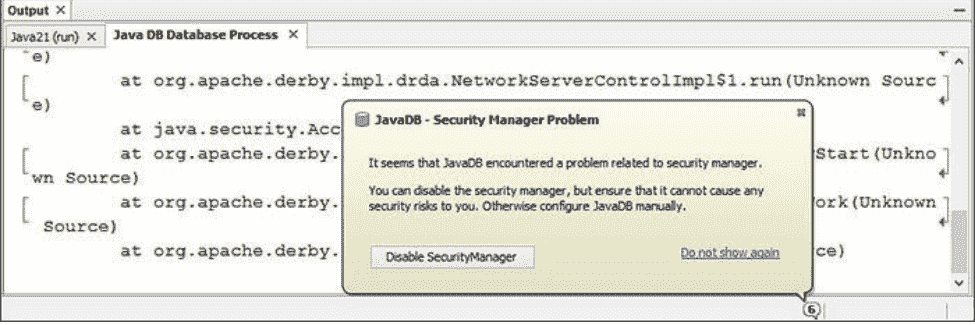 Output ×
Java21 (run) × Java DB Database Process ×
e)
at org.apache.derby.impl.drda.NetworkServerControlImpl$1.run(Unknown Sourc
e)
at java.security.Acc
at org.apache.derby. rStart(Unkno
wn Source)
at org.apache.derby. ork(Unknown
Source)
at org.apache.derby. ce)
JavaDB - Security Manager Problem
It seems that JavaDB encountered a problem related to security manager.
You can disable the security manager, but ensure that it cannot cause any
security risks to you. Otherwise configure JavaDB manually.
Disable SecurityManager Do not show again
6